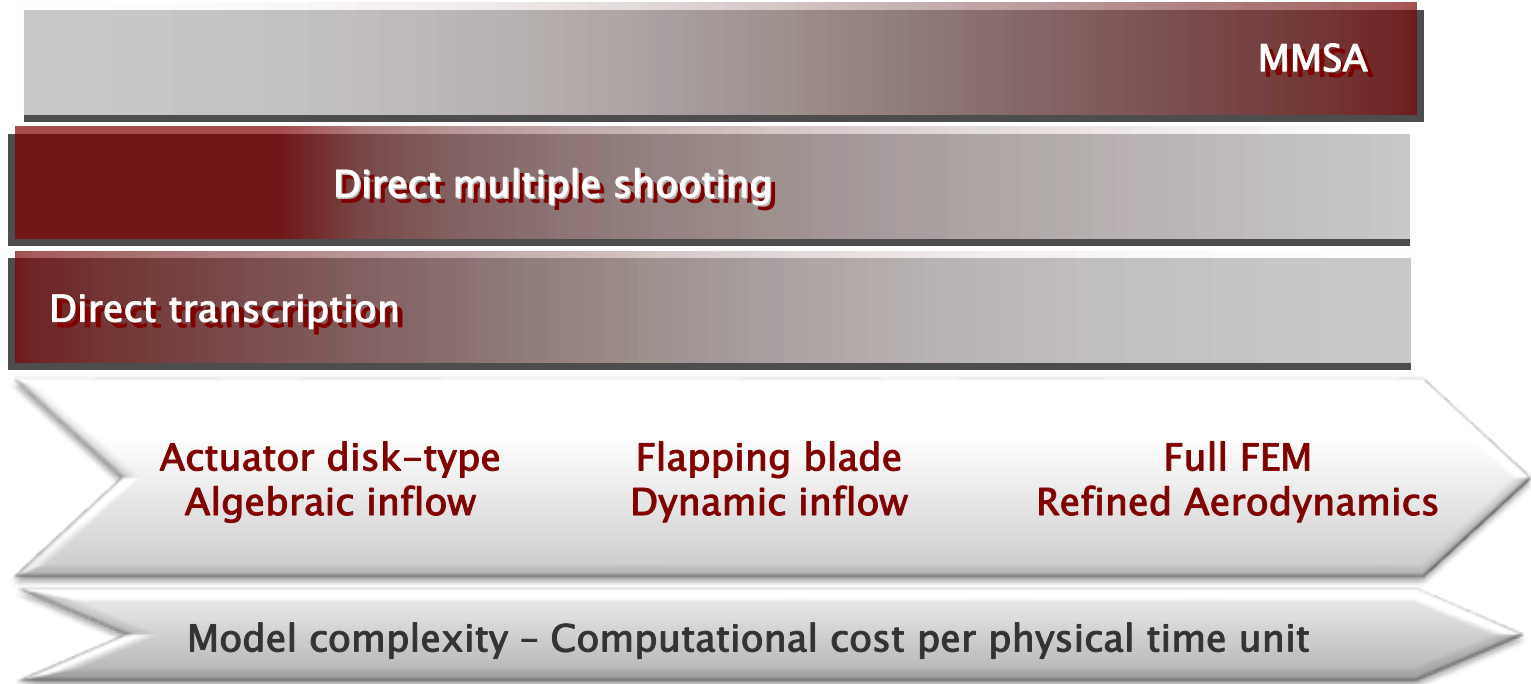 MMSA
Direct multiple shooting
Direct transcription
Actuator disk-type
Algebraic inflow
Flapping blade
Dynamic inflow
Full FEM
Refined Aerodynamics
Model complexity – Computational cost per physical time unit